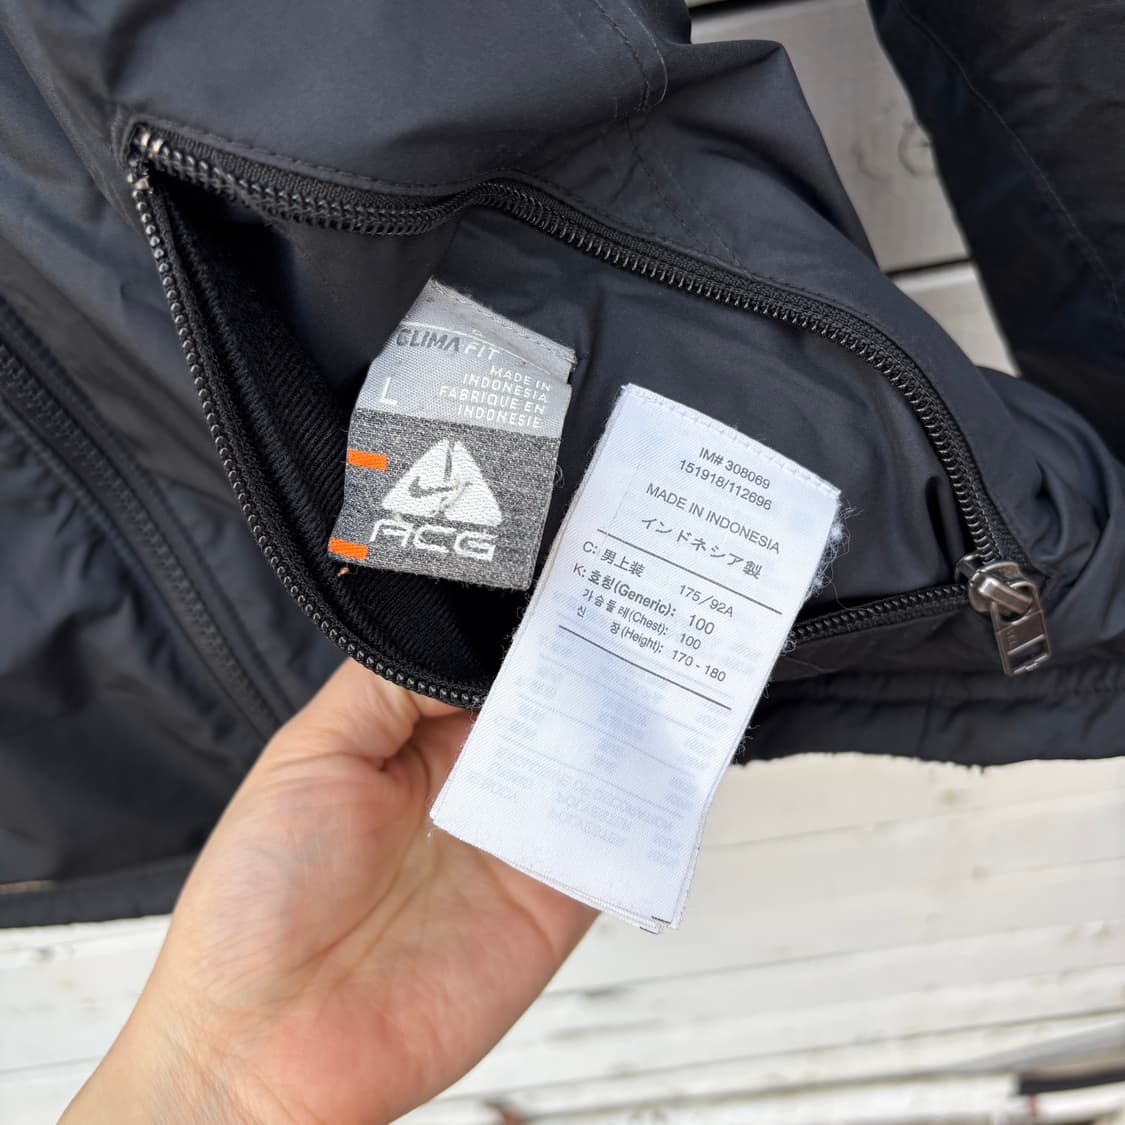 CLIMA FIT
L
MADE IN
INDONESIA
FABRIQUE EN
INDONESIE
ACG
IM# 308069
151918/112696
MADE IN INDONESIA
インドネシア製
C: 男上装 175/92A
K: 호칭(Generic): 100
가슴둘레(Chest): 100
신 장(Height): 170 - 180